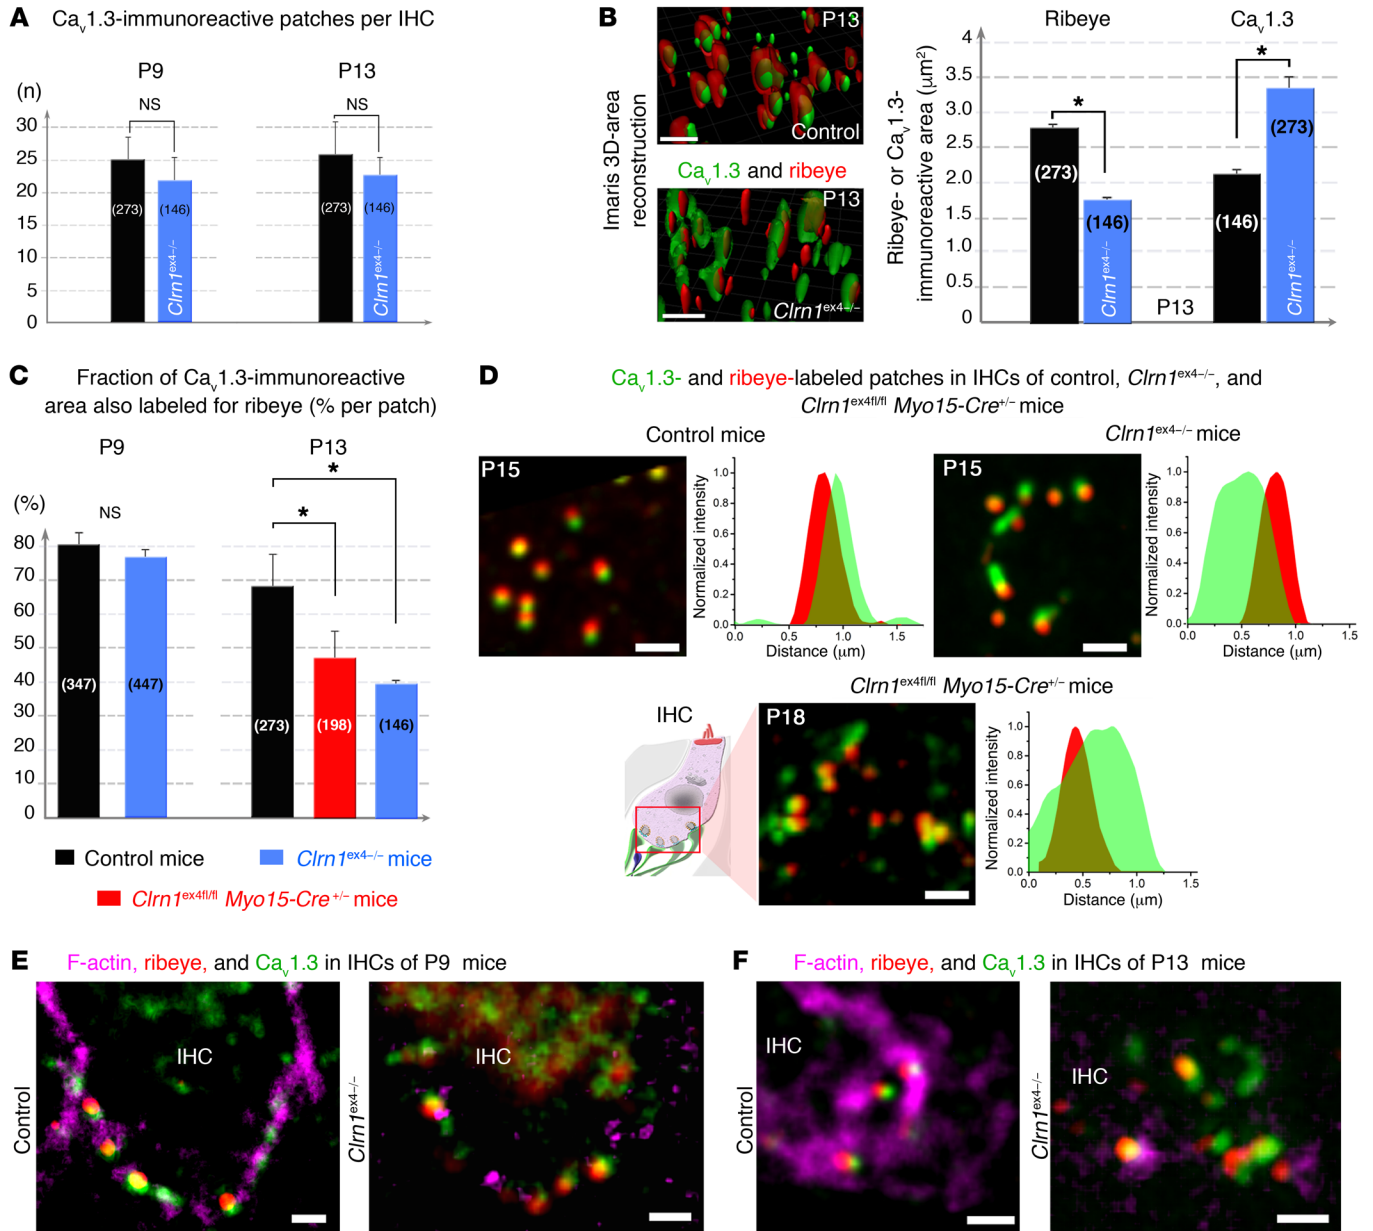 A Caᵥ1.3-immunoreactive patches per IHC
P9 P13
(n)
NS NS
30
25
20
15
10
5
0
(273) (146) (273) (146)
Clrn1ex4−/− Clrn1ex4−/−
B
Imaris 3D-area
reconstruction
P13
Control
Caᵥ1.3 and ribeye
P13
Clrn1ex4−/−
Ribeye- or Caᵥ1.3-
immunoreactive area (μm²)
Ribeye Caᵥ1.3
4
3.5
3.0
2.5
2.0
1.5
1.0
0.5
0
* *
(273) (146) (146) (273)
Clrn1ex4−/− Clrn1ex4−/−
P13
C Fraction of Caᵥ1.3-immunoreactive
area also labeled for ribeye (% per patch)
P9 P13
(%)
NS * *
80
70
60
50
40
30
20
10
0
(347) (447) (273) (198) (146)
Control mice Clrn1ex4−/− mice
Clrn1ex4fl/fl Myo15-Cre+/− mice
D Caᵥ1.3- and ribeye-labeled patches in IHCs of control, Clrn1ex4−/−, and
Clrn1ex4fl/fl Myo15-Cre+/− mice
Control mice
P15
Normalized intensity
1.0
0.8
0.6
0.4
0.2
0.0
0.0 0.5 1.0 1.5
Distance (μm)
Clrn1ex4−/− mice
P15
Normalized intensity
1.0
0.8
0.6
0.4
0.2
0.0
0.0 0.5 1.0 1.5
Distance (μm)
Clrn1ex4fl/fl Myo15-Cre+/− mice
IHC
P18
Normalized intensity
1.0
0.8
0.6
0.4
0.2
0.0
0.0 0.5 1.0 1.5
Distance (μm)
E F-actin, ribeye, and Caᵥ1.3 in IHCs of P9 mice
Control
IHC
Clrn1ex4−/−
IHC
F F-actin, ribeye, and Caᵥ1.3 in IHCs of P13 mice
Control
IHC
Clrn1ex4−/−
IHC